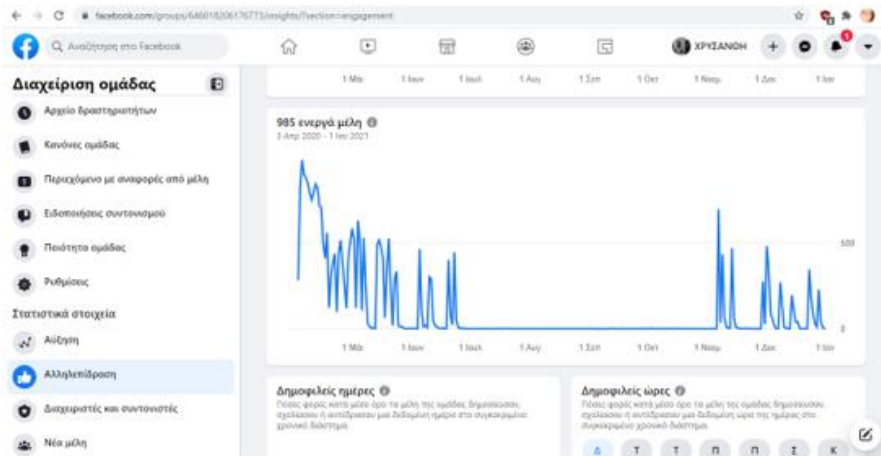 facebook.com/groups/646018206176773/insights/?section=engagement
Αναζήτηση στο Facebook
ΧΡΥΣΑΝΘΗ
1
Διαχείριση ομάδας
Αρχείο δραστηριοτήτων
Κανόνες ομάδας
Περιεχόμενο με αναφορές από μέλη
Ειδοποιήσεις συντονισμού
Ποιότητα ομάδας
Ρυθμίσεις
Στατιστικά στοιχεία
Αύξηση
Αλληλεπίδραση
Διαχειριστές και συντονιστές
Νέα μέλη
1 Μάι 1 Ιουν 1 Ιουλ 1 Αυγ 1 Σεπ 1 Οκτ 1 Νοεμ 1 Δεκ 1 Ιαν
985 ενεργά μέλη
3 Απρ 2020 - 1 Ιαν 2021
500
0
1 Μάι 1 Ιουν 1 Ιουλ 1 Αυγ 1 Σεπ 1 Οκτ 1 Νοεμ 1 Δεκ 1 Ιαν
Δημοφιλείς ημέρες
Πόσες φορές κατά μέσο όρο τα μέλη της ομάδας δημοσίευσαν,
σχολίασαν ή αντέδρασαν μια δεδομένη ημέρα στο συγκεκριμένο
χρονικό διάστημα.
Δημοφιλείς ώρες
Πόσες φορές κατά μέσο όρο τα μέλη της ομάδας δημοσίευσαν,
σχολίασαν ή αντέδρασαν μια δεδομένη ώρα της ημέρας στο
συγκεκριμένο χρονικό διάστημα.
Δ Τ Τ Π Π Σ Κ